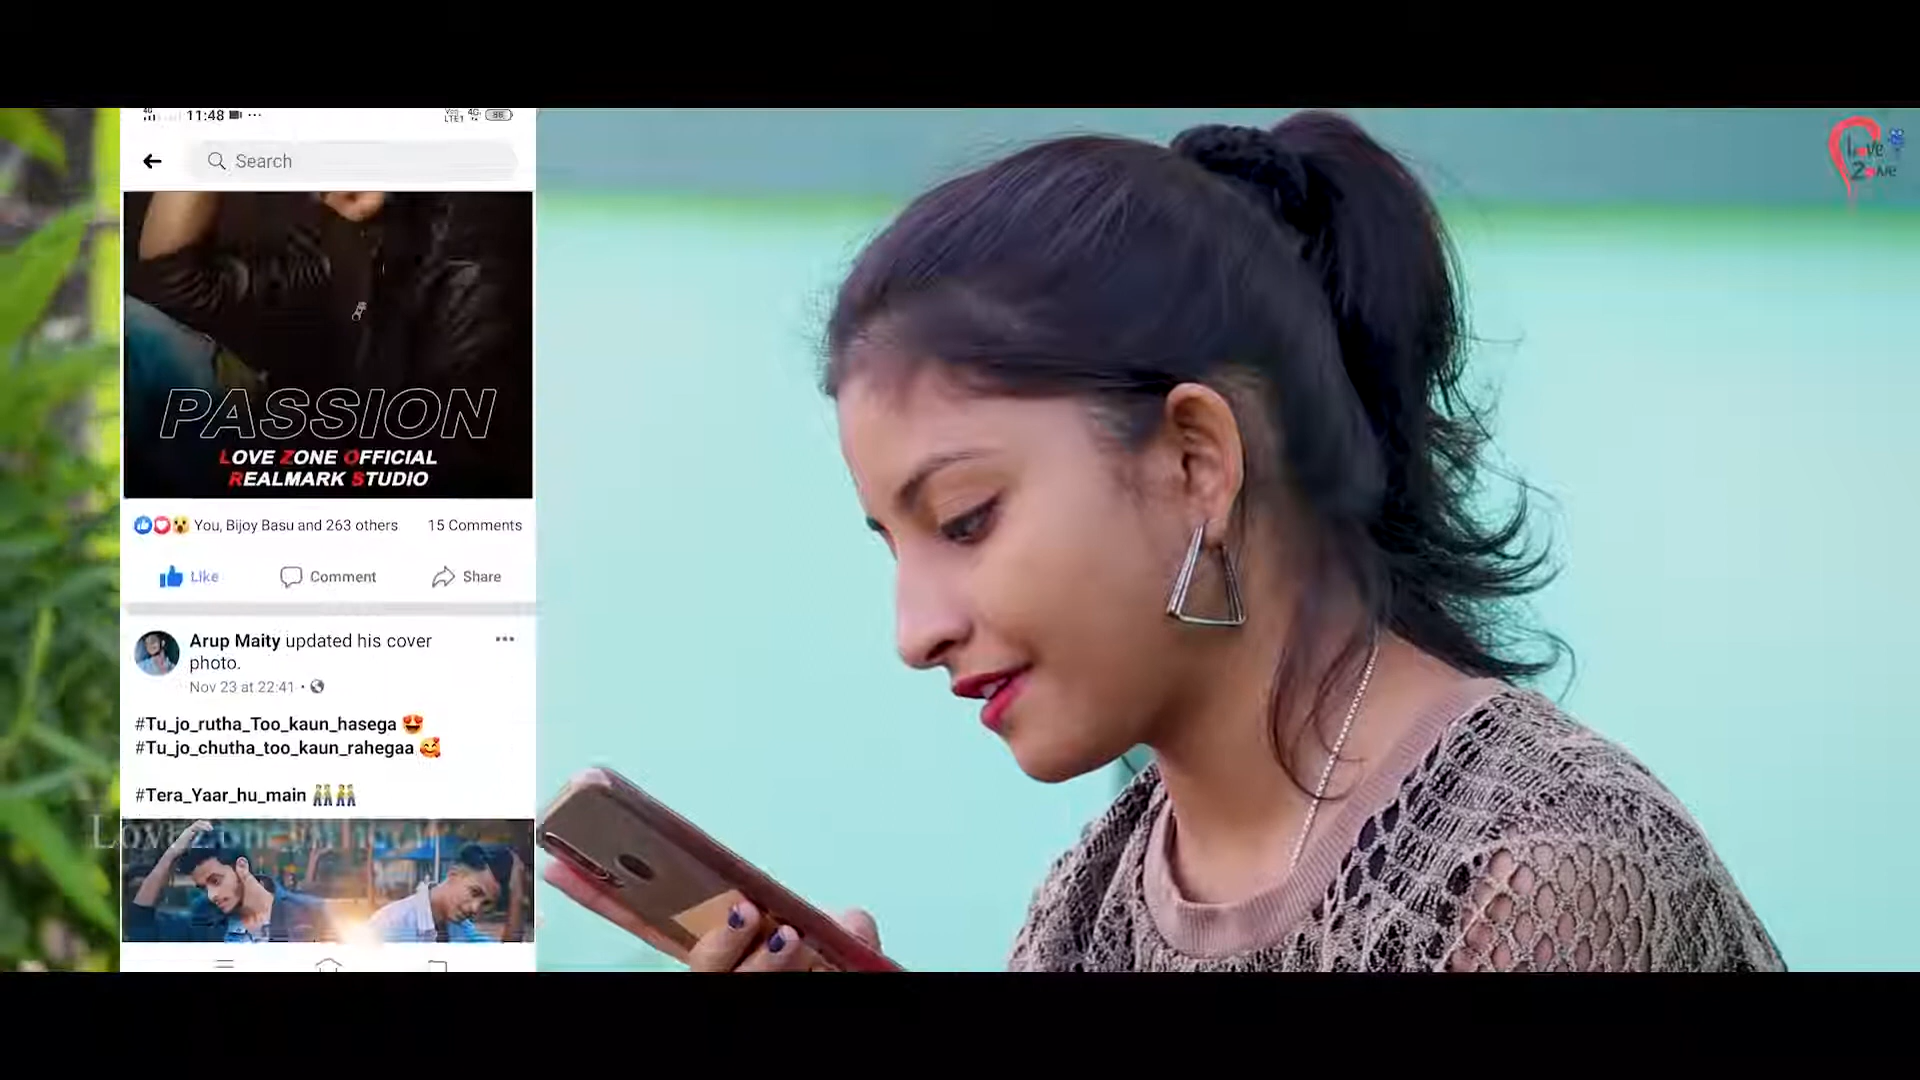 11:48
Search
PASSION
LOVE ZONE OFFICIAL
REALMARK STUDIO
You, Bijoy Basu and 263 others 15 Comments
Like Comment Share
Arup Maity updated his cover
photo.
Nov 23 at 22:41
#Tu_jo_rutha_Too_kaun_hasega 😍
#Tu_jo_chutha_too_kaun_rahegaa 🥰
#Tera_Yaar_hu_main 👬👬
Love